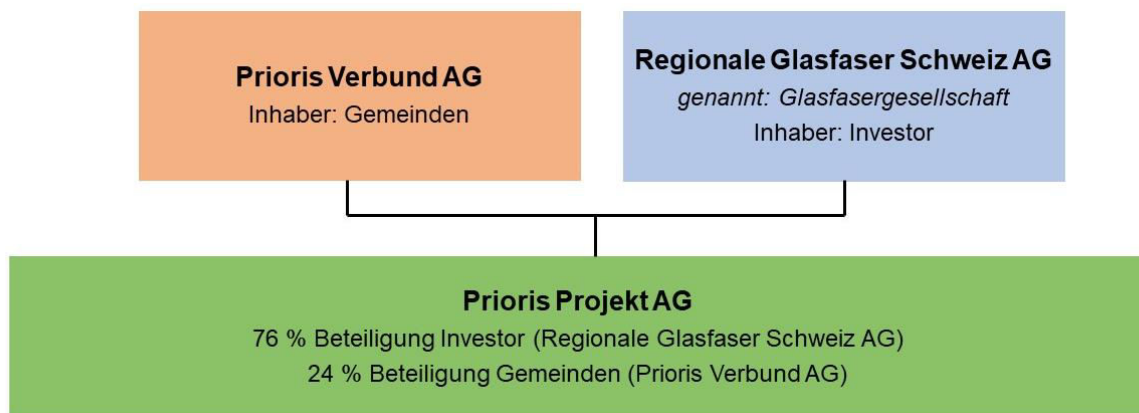 Prioris Verbund AG
Inhaber: Gemeinden
Regionale Glasfaser Schweiz AG
genannt: Glasfasergesellschaft
Inhaber: Investor
Prioris Projekt AG
76 % Beteiligung Investor (Regionale Glasfaser Schweiz AG)
24 % Beteiligung Gemeinden (Prioris Verbund AG)